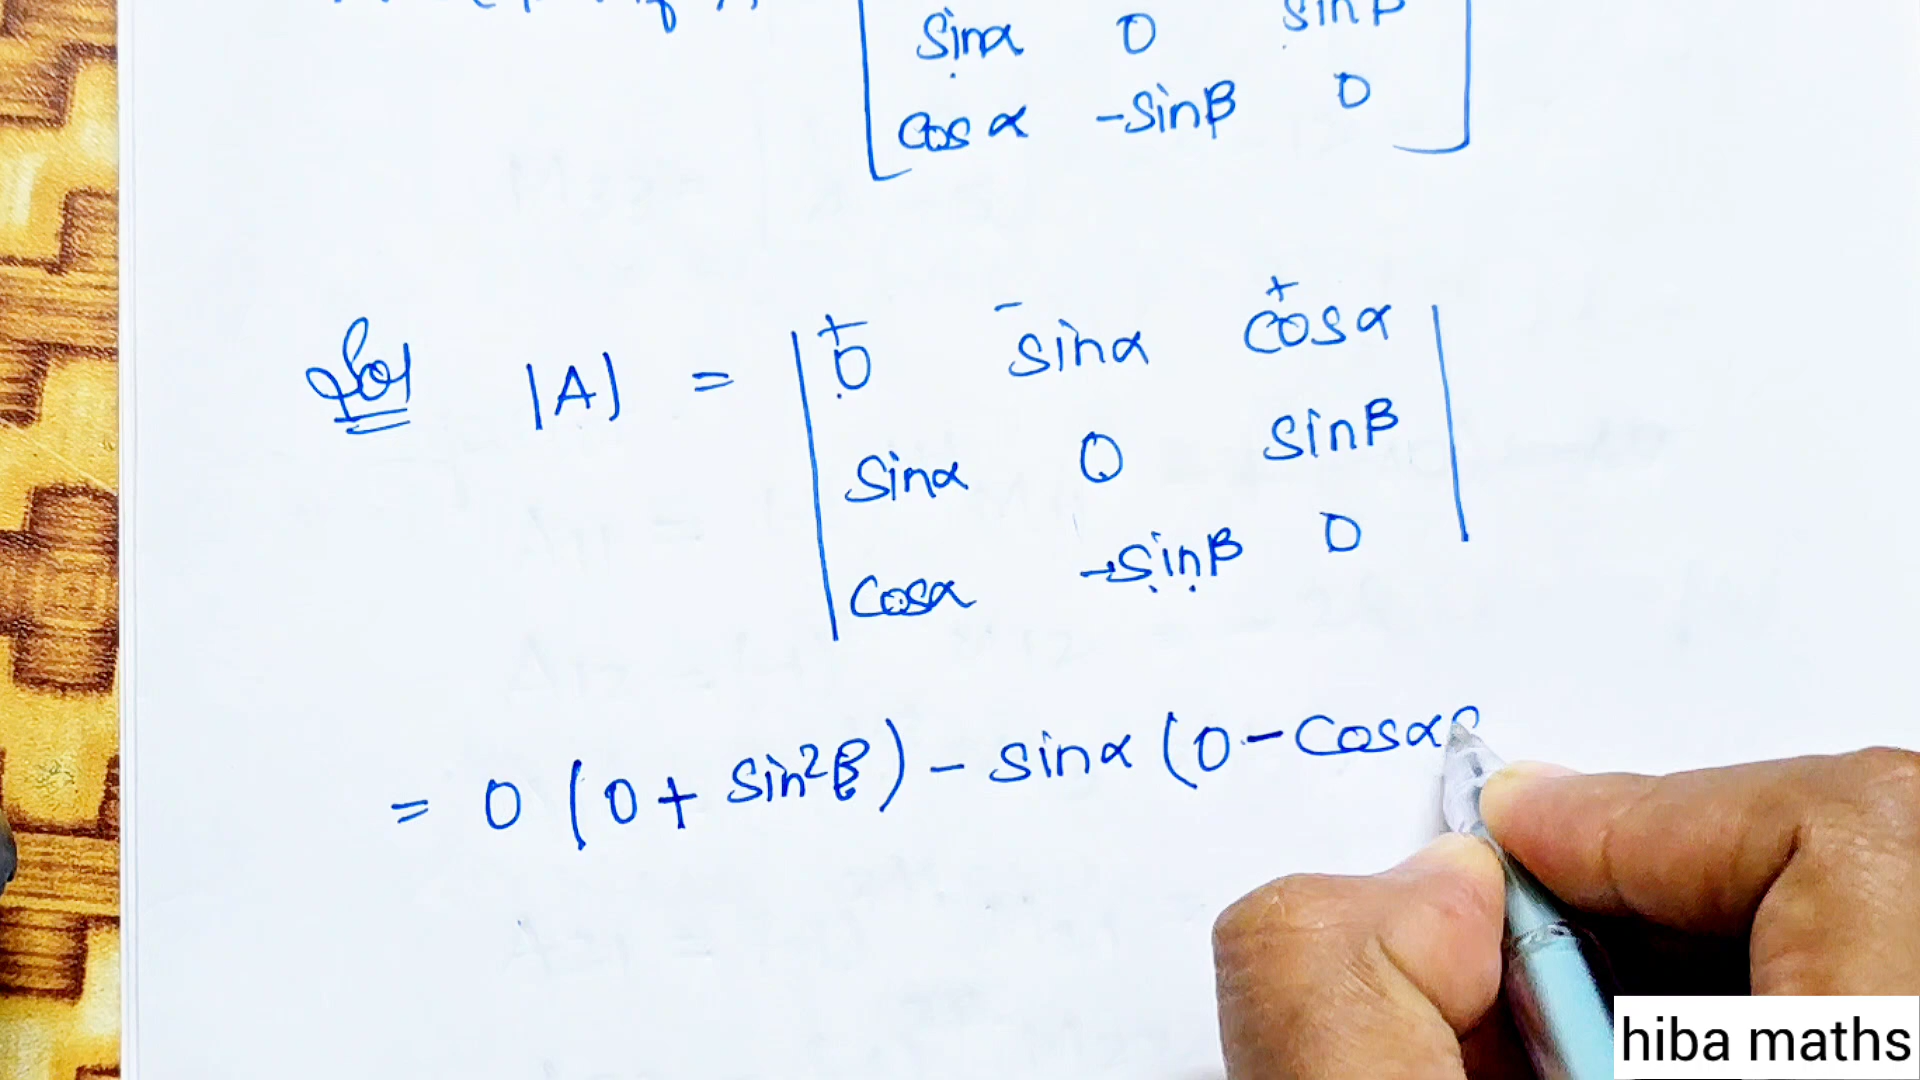 sinα 0 sinβ
cosα -sinβ 0
+ - +
Sol |A| = | 0 sinα cosα |
sinα 0 sinβ
cosα -sinβ 0
= 0 (0 + sin²β) - sinα (0 - cosα
hiba maths